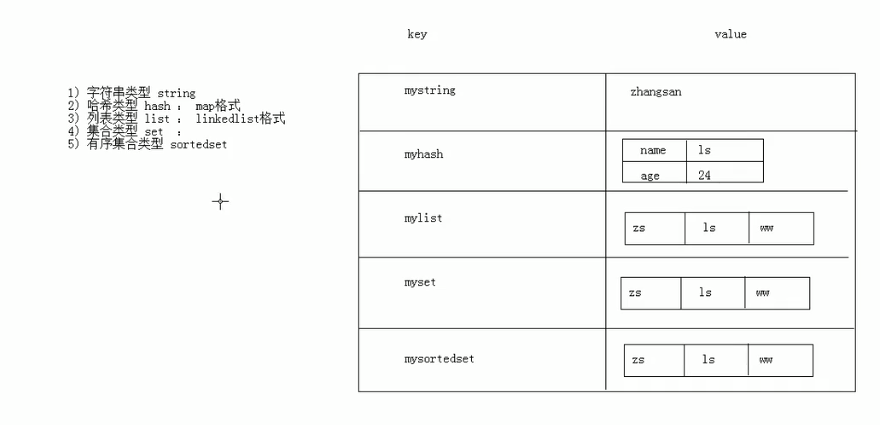 key value
1) 字符串类型 string
2) 哈希类型 hash ： map格式
3) 列表类型 list ： linkedlist格式
4) 集合类型 set ：
5) 有序集合类型 sortedset
mystring zhangsan
myhash
name ls
age 24
mylist zs ls ww
myset zs ls ww
mysortedset zs ls ww